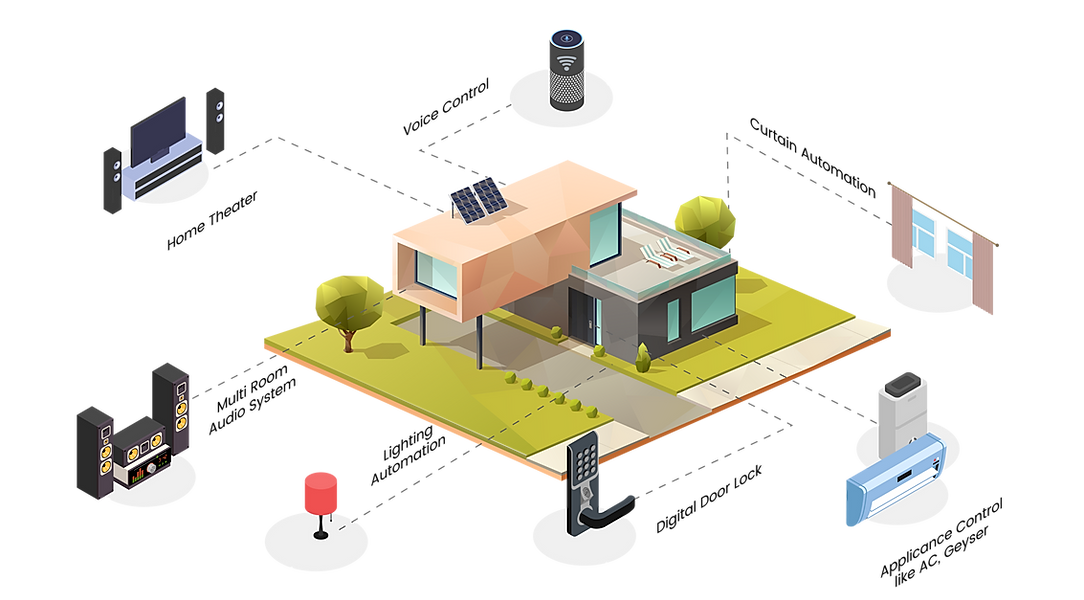 Voice Control
Curtain Automation
Home Theater
Multi Room
Audio System
Lighting
Automation
Digital Door Lock
Applicance Control
like AC, Geyser